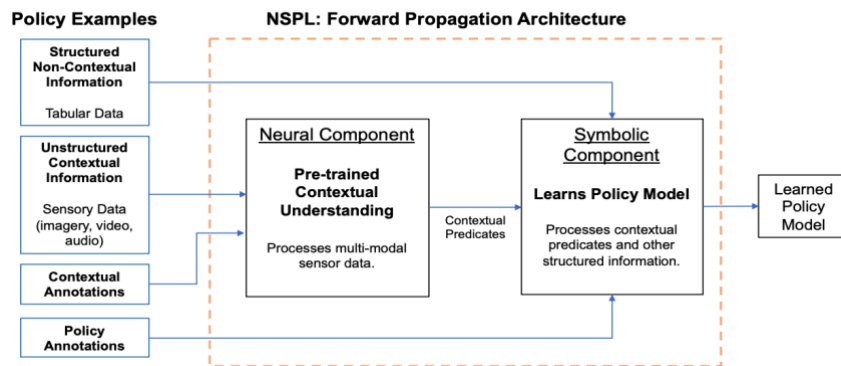 Policy Examples
NSPL: Forward Propagation Architecture
Structured
Non-Contextual
Information
Tabular Data
Unstructured
Contextual
Information
Sensory Data
(imagery, video,
audio)
Contextual
Annotations
Policy
Annotations
Neural Component
Pre-trained
Contextual
Understanding
Processes multi-modal
sensor data.
Contextual
Predicates
Symbolic
Component
Learns Policy Model
Processes contextual
predicates and other
structured information.
Learned
Policy
Model